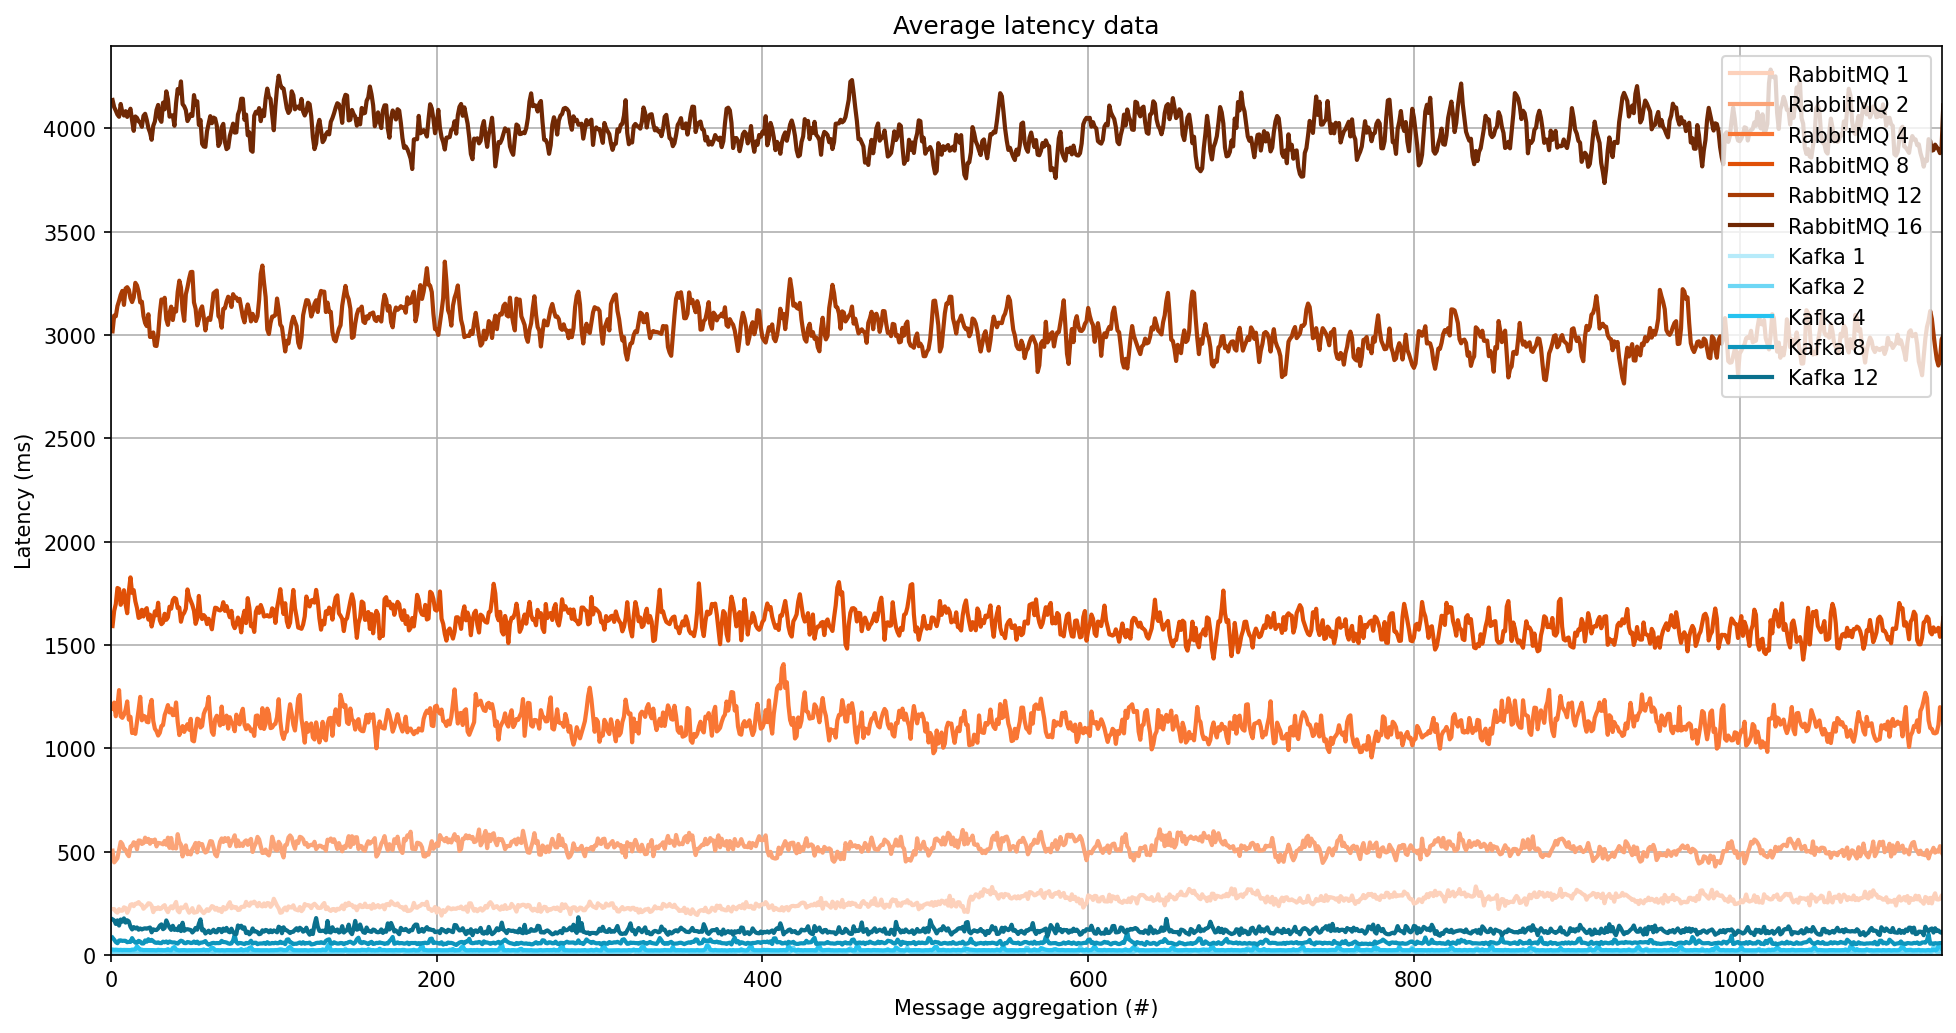 Average latency data
Latency (ms)
4000
3500
3000
2500
2000
1500
1000
500
0
RabbitMQ 1
RabbitMQ 2
RabbitMQ 4
RabbitMQ 8
RabbitMQ 12
RabbitMQ 16
Kafka 1
Kafka 2
Kafka 4
Kafka 8
Kafka 12
0 200 400 600 800 1000
Message aggregation (#)